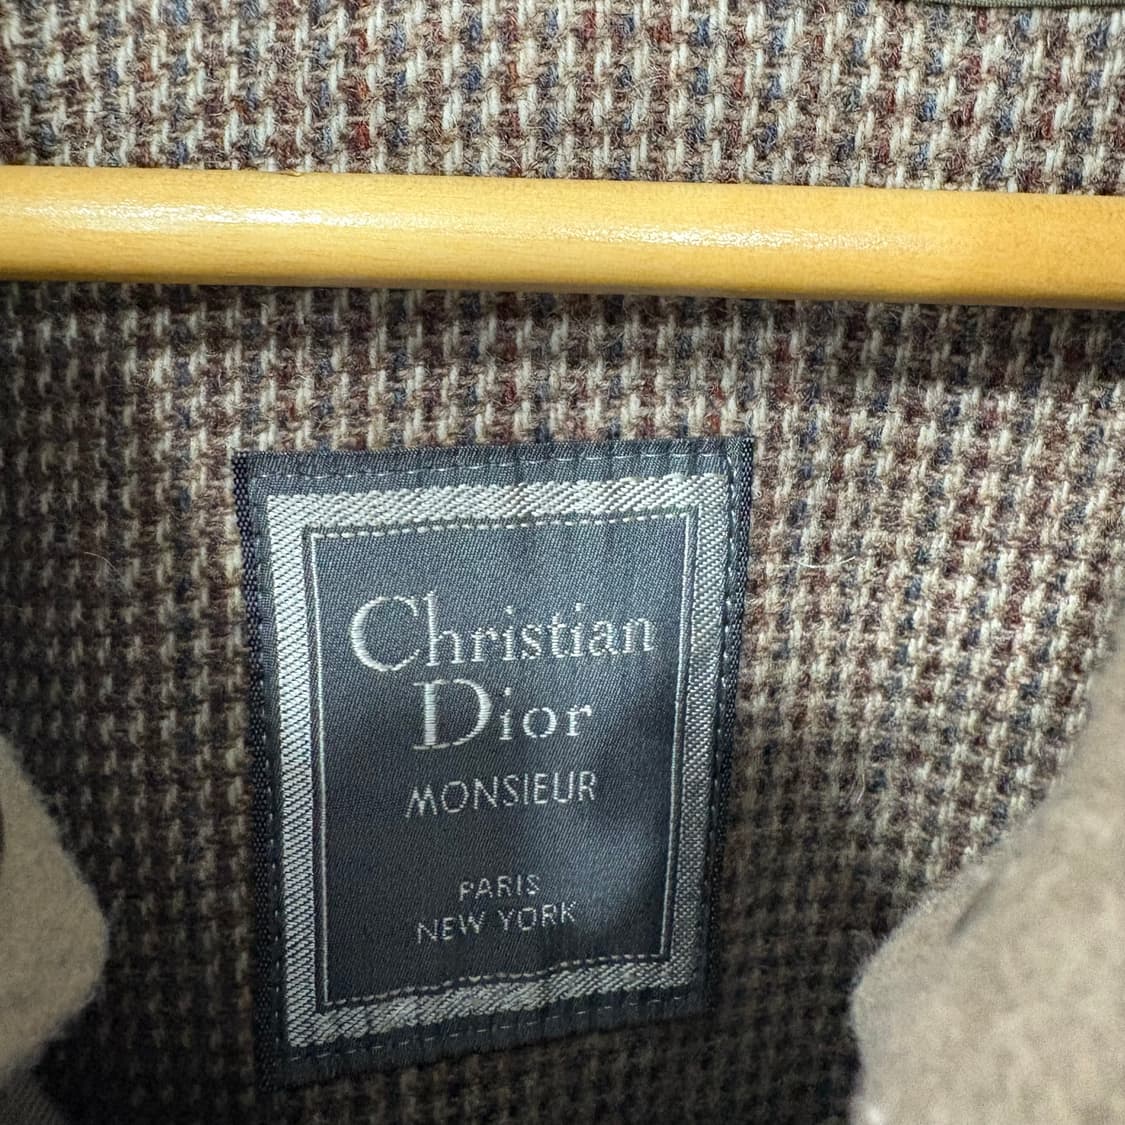 Christian
Dior
MONSIEUR
PARIS
NEW YORK